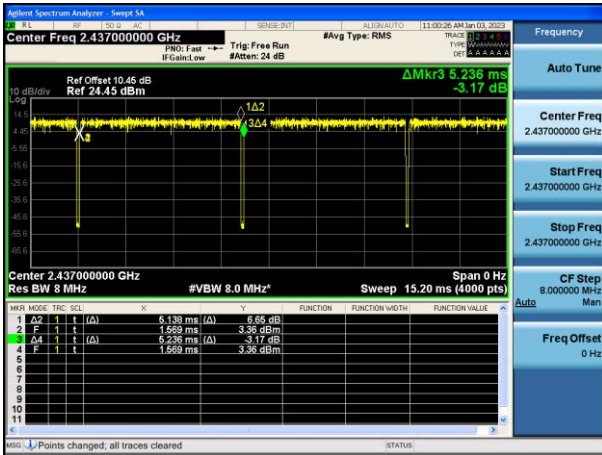 Agilent Spectrum Analyzer - Swept SA
RL RF 50 Ω AC SENSE:INT ALIGNAUTO 11:00:26 AM Jan 03, 2023
Center Freq 2.437000000 GHz #Avg Type: RMS TRACE 1 2 3 4 5 6
PNO: Fast Trig: Free Run TYPE WWWWWW
IFGain:Low #Atten: 24 dB DET A A A A A A
ΔMkr3 5.236 ms
-3.17 dB
Ref Offset 10.45 dB
10 dB/div Ref 24.45 dBm
Log
14.5
4.45
-5.55
-15.6
-25.6
-35.6
-45.6
-55.6
-65.6
1Δ2
3Δ4
Center 2.437000000 GHz Span 0 Hz
Res BW 8 MHz #VBW 8.0 MHz* Sweep 15.20 ms (4000 pts)
MKR MODE TRC SCL X Y FUNCTION FUNCTION WIDTH FUNCTION VALUE
1 Δ2 1 t (Δ) 5.138 ms (Δ) 6.65 dB
2 F 1 t 1.569 ms 3.36 dBm
3 Δ4 1 t (Δ) 5.236 ms (Δ) -3.17 dB
4 F 1 t 1.569 ms 3.36 dBm
5
6
7
8
9
10
11
MSG Points changed; all traces cleared STATUS
Frequency
Auto Tune
Center Freq
2.437000000 GHz
Start Freq
2.437000000 GHz
Stop Freq
2.437000000 GHz
CF Step
8.000000 MHz
Auto Man
Freq Offset
0 Hz